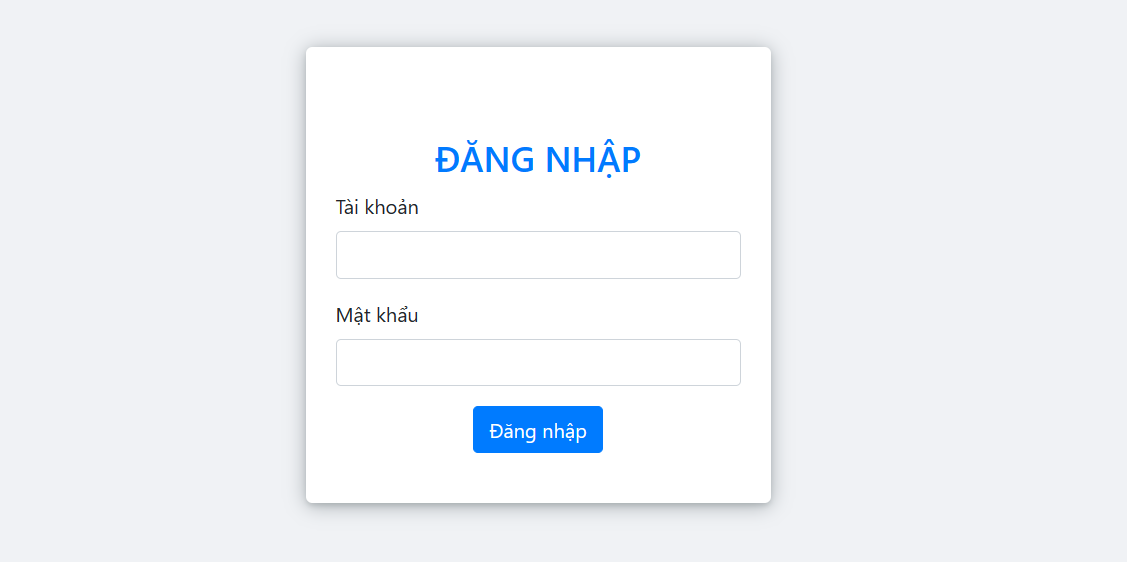 ĐĂNG NHẬP
Tài khoản
Mật khẩu
Đăng nhập